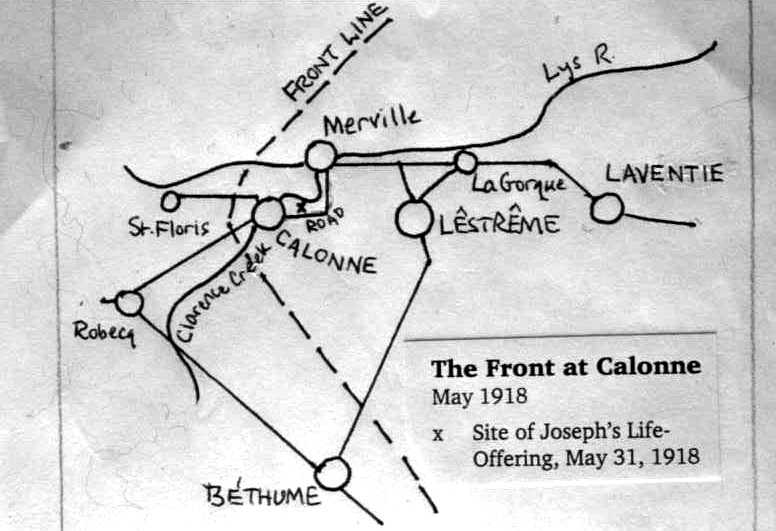 FRONT LINE
Lys R.
Merville
La Gorque
LAVENTIE
St. Floris
ROAD
LÊSTRÊME
CALONNE
Clarence Creek
Robecq
The Front at Calonne
May 1918
x Site of Joseph's Life-
Offering, May 31, 1918
BÉTHUME
x